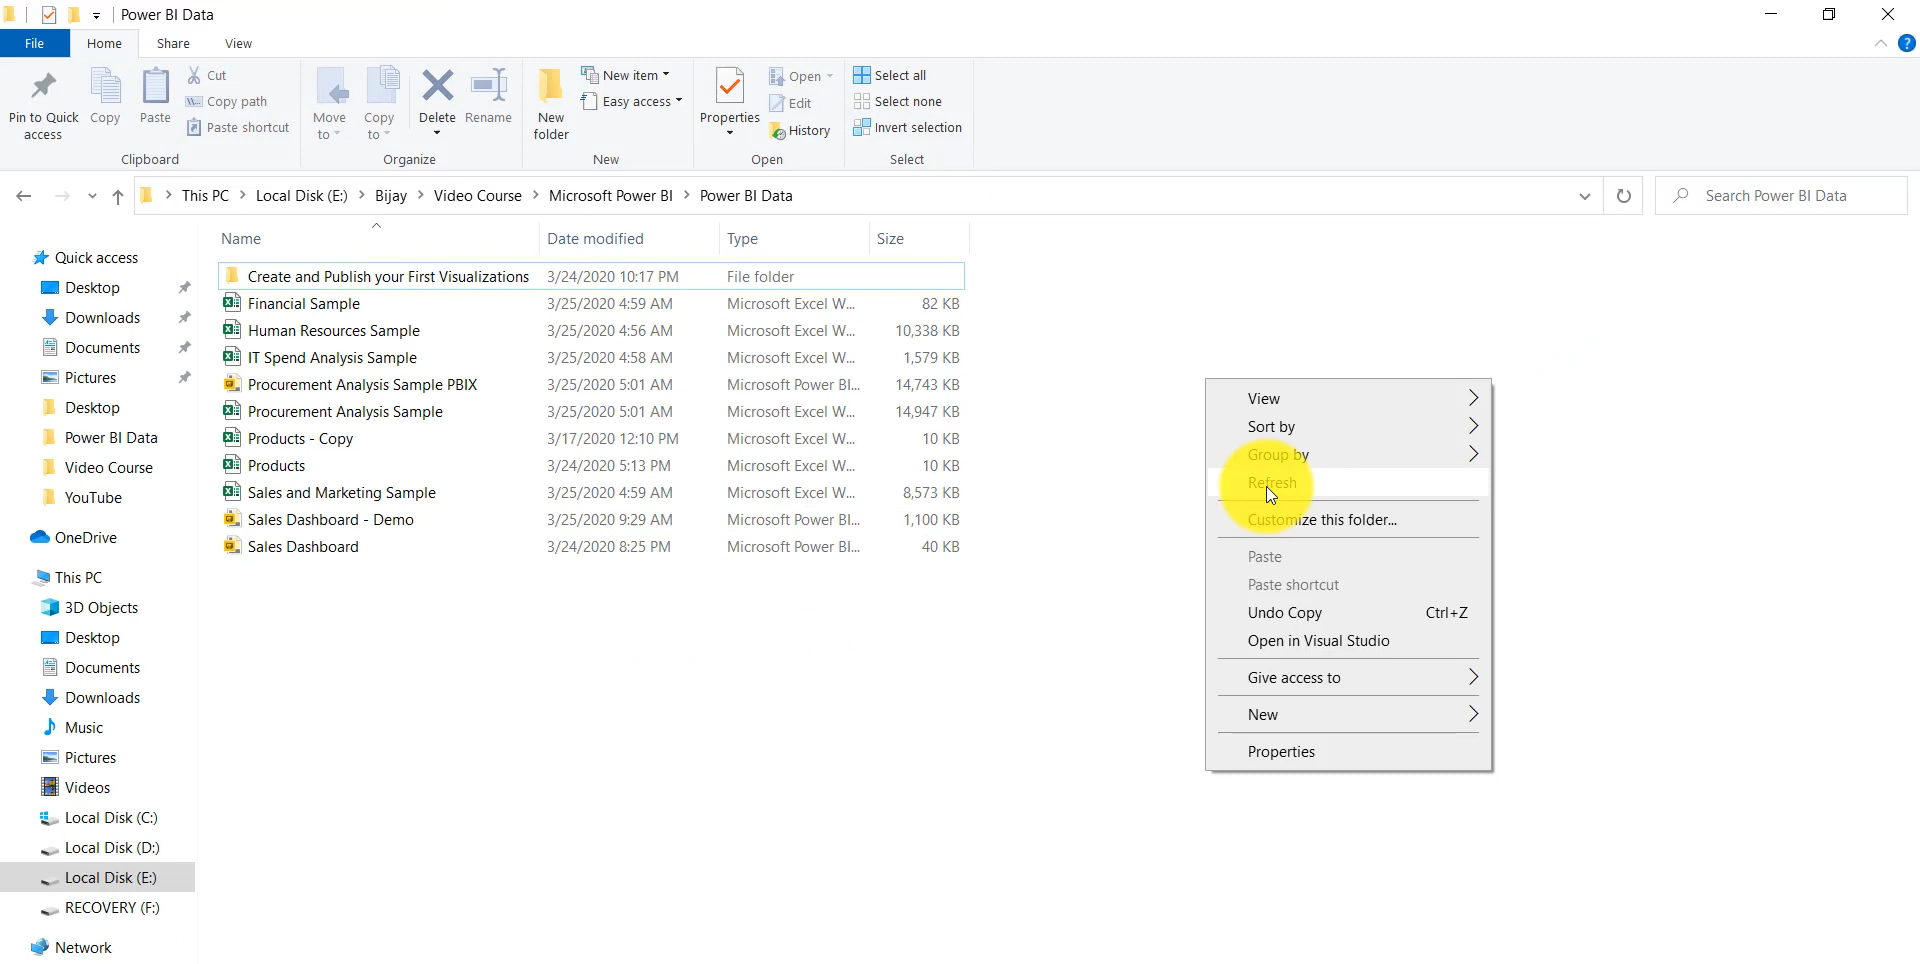 Power BI Data
File Home Share View
Pin to Quick access
Copy
Paste
Cut
Copy path
Paste shortcut
Clipboard
Move to
Copy to
Delete
Rename
Organize
New folder
New item
Easy access
New
Properties
Open
Edit
History
Open
Select all
Select none
Invert selection
Select
This PC Local Disk (E:) Bijay Video Course Microsoft Power BI Power BI Data
Search Power BI Data
Quick access
Desktop
Downloads
Documents
Pictures
Desktop
Power BI Data
Video Course
YouTube
OneDrive
This PC
3D Objects
Desktop
Documents
Downloads
Music
Pictures
Videos
Local Disk (C:)
Local Disk (D:)
Local Disk (E:)
RECOVERY (F:)
Network
Name Date modified Type Size
Create and Publish your First Visualizations 3/24/2020 10:17 PM File folder
Financial Sample 3/25/2020 4:59 AM Microsoft Excel W... 82 KB
Human Resources Sample 3/25/2020 4:56 AM Microsoft Excel W... 10,338 KB
IT Spend Analysis Sample 3/25/2020 4:58 AM Microsoft Excel W... 1,579 KB
Procurement Analysis Sample PBIX 3/25/2020 5:01 AM Microsoft Power BI... 14,743 KB
Procurement Analysis Sample 3/25/2020 5:01 AM Microsoft Excel W... 14,947 KB
Products - Copy 3/17/2020 12:10 PM Microsoft Excel W... 10 KB
Products 3/24/2020 5:13 PM Microsoft Excel W... 10 KB
Sales and Marketing Sample 3/25/2020 4:59 AM Microsoft Excel W... 8,573 KB
Sales Dashboard - Demo 3/25/2020 9:29 AM Microsoft Power BI... 1,100 KB
Sales Dashboard 3/24/2020 8:25 PM Microsoft Power BI... 40 KB
View
Sort by
Group by
Refresh
Customize this folder...
Paste
Paste shortcut
Undo Copy Ctrl+Z
Open in Visual Studio
Give access to
New
Properties